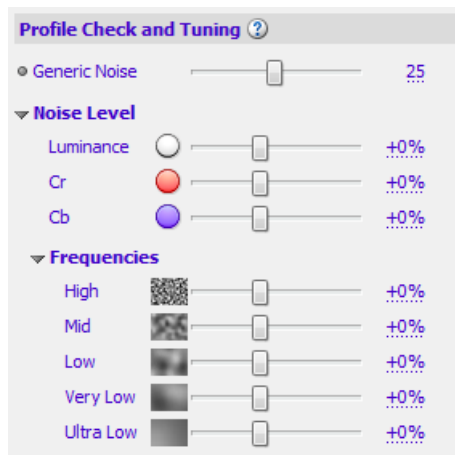 Profile Check and Tuning ?
Generic Noise 25
Noise Level
Luminance +0%
Cr +0%
Cb +0%
Frequencies
High +0%
Mid +0%
Low +0%
Very Low +0%
Ultra Low +0%